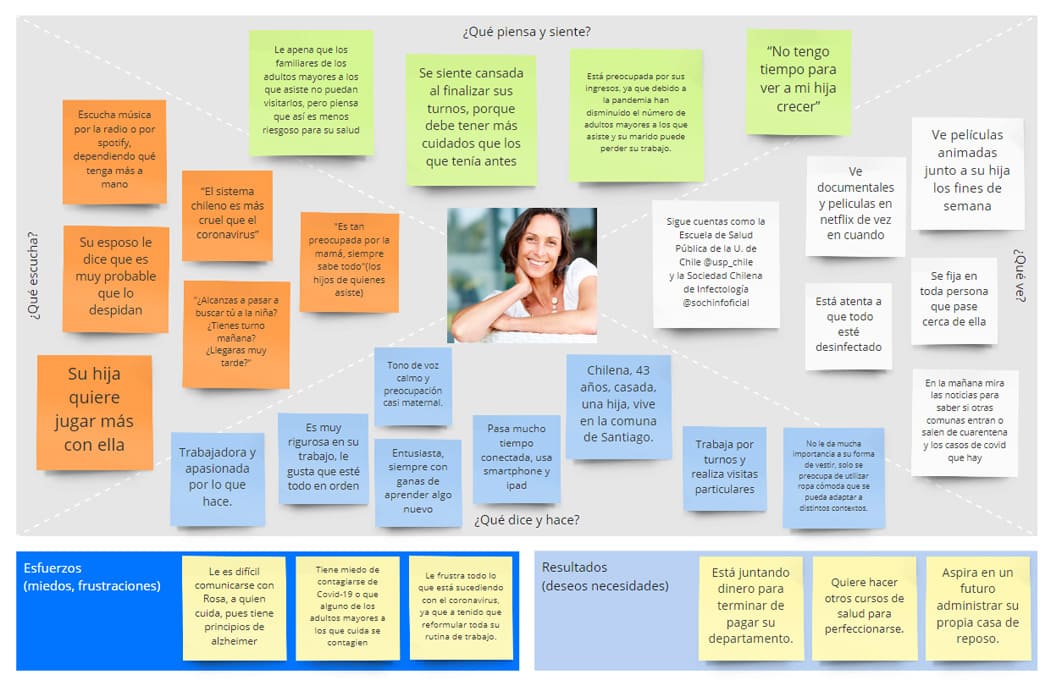 ¿Qué piensa y siente?
Le apena que los
familiares de los
adultos mayores a los
que asiste no puedan
visitarlos, pero piensa
que así es menos
riesgoso para su salud
Se siente cansada
al finalizar sus
turnos, porque
debe tener más
cuidados que los
que tenía antes
Está preocupada por sus
ingresos, ya que debido a
la pandemia han
disminuido el número de
adultos mayores a los que
asiste y su marido puede
perder su trabajo.
“No tengo
tiempo para
ver a mi hija
crecer”
¿Qué escucha?
Escucha música
por la radio o por
spotify,
dependiendo qué
tenga más a
mano
“El sistema
chileno es más
cruel que el
coronavirus”
“Es tan
preocupada por la
mamá, siempre
sabe todo”(los
hijos de quienes
asiste)
Su esposo le
dice que es
muy probable
que lo
despidan
“¿Alcanzas a pasar a
buscar tú a la niña?
¿Tienes turno
mañana?
¿Llegaras muy
tarde?”
Su hija
quiere
jugar más
con ella
¿Qué ve?
Sigue cuentas como la
Escuela de Salud
Pública de la U. de
Chile @usp_chile
y la Sociedad Chilena
de Infectología
@sochinfoficial
Ve
documentales
y peliculas en
netflix de vez
en cuando
Ve películas
animadas
junto a su hija
los fines de
semana
Está atenta a
que todo
esté
desinfectado
Se fija en
toda persona
que pase
cerca de ella
En la mañana mira
las noticias para
saber si otras
comunas entran o
salen de cuarentena
y los casos de covid
que hay
Trabajadora y
apasionada
por lo que
hace.
Es muy
rigurosa en su
trabajo, le
gusta que esté
todo en orden
Tono de voz
calmo y
preocupación
casi maternal.
Entusiasta,
siempre con
ganas de
aprender algo
nuevo
Pasa mucho
tiempo
conectada, usa
smartphone y
ipad
Chilena, 43
años, casada,
una hija, vive
en la comuna
de Santiago.
Trabaja por
turnos y
realiza visitas
particulares
No le da mucha
importancia a su forma
de vestir, solo se
preocupa de utilizar
ropa cómoda que se
pueda adaptar a
distintos contextos.
¿Qué dice y hace?
Esfuerzos
(miedos, frustraciones)
Le es difícil
comunicarse con
Rosa, a quien
cuida, pues tiene
principios de
alzheimer
Tiene miedo de
contagiarse de
Covid-19 o que
alguno de los
adultos mayores a
los que cuida se
contagien
Le frustra todo lo
que está sucediendo
con el coronavirus,
ya que a tenido que
reformular toda su
rutina de trabajo.
Resultados
(deseos necesidades)
Está juntando
dinero para
terminar de
pagar su
departamento.
Quiere hacer
otros cursos de
salud para
perfeccionarse.
Aspira en un
futuro
administrar su
propia casa de
reposo.